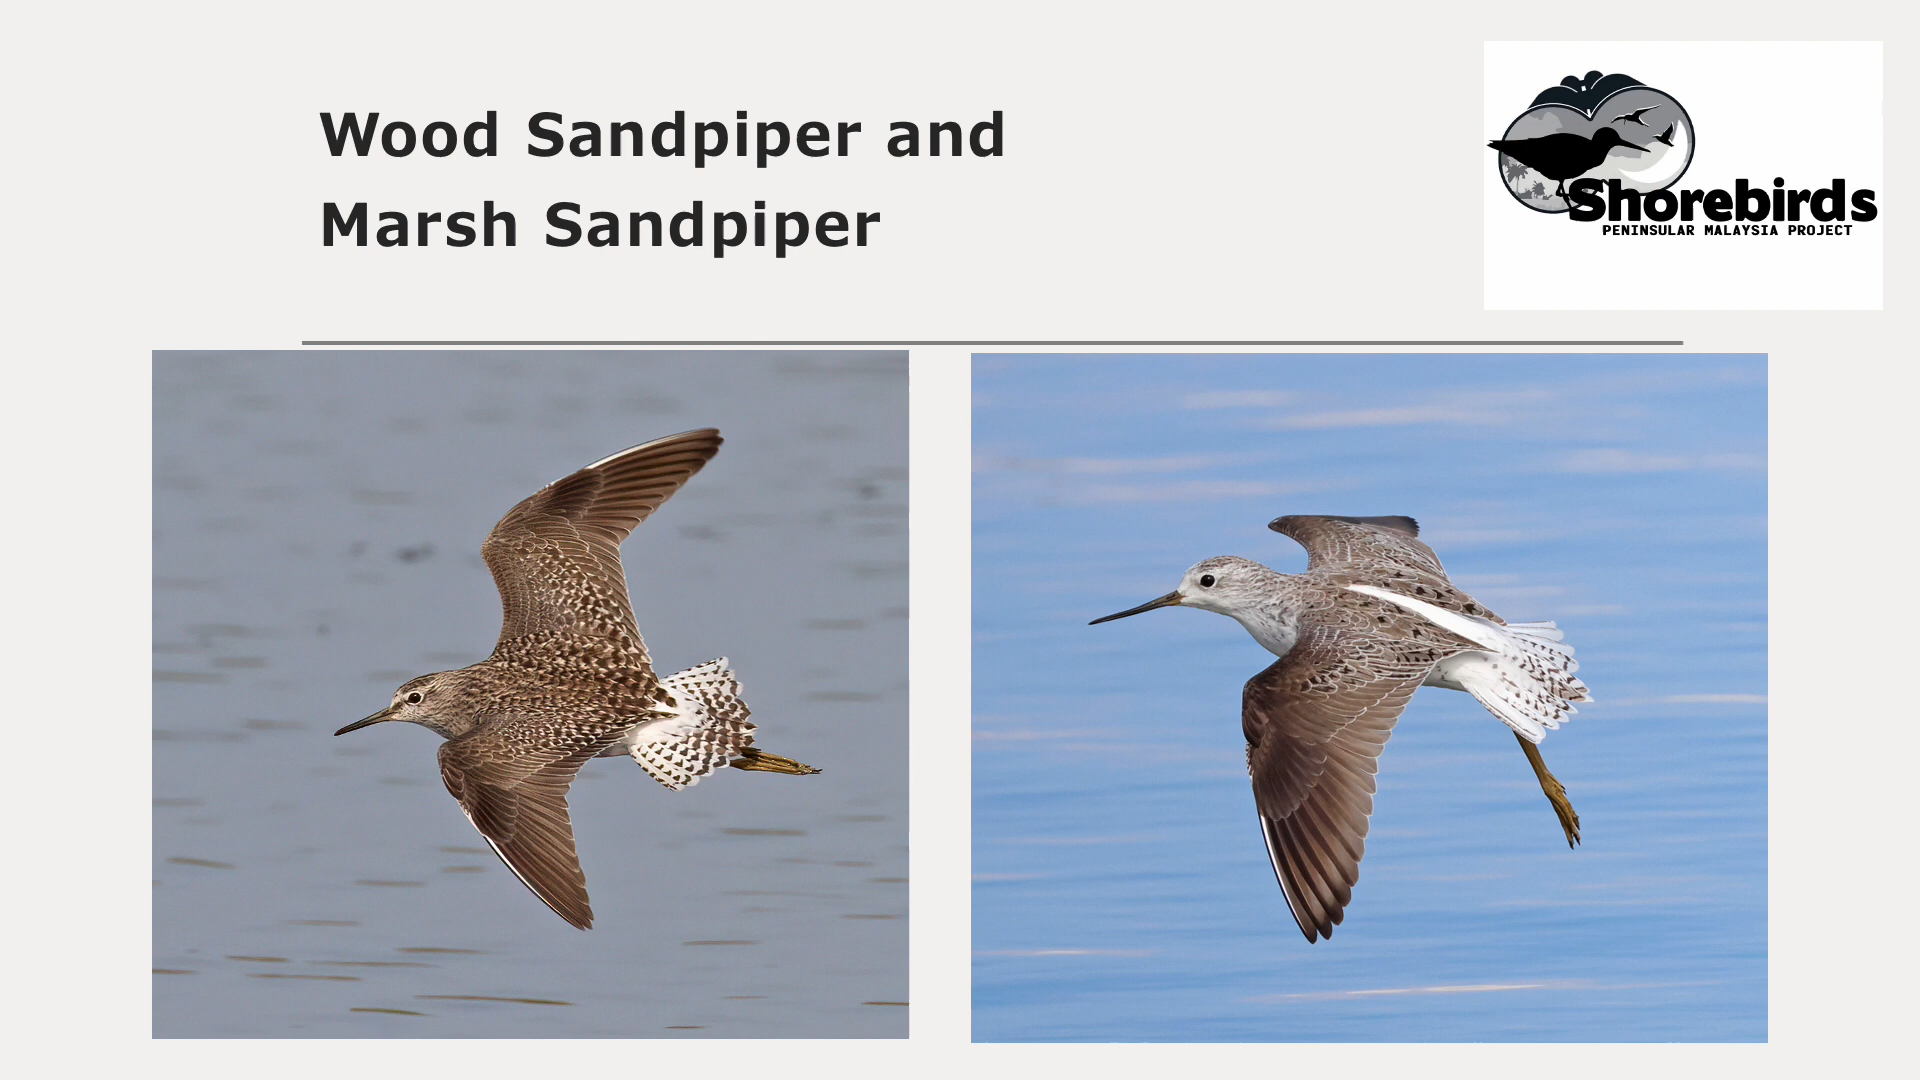 Wood Sandpiper and
Marsh Sandpiper
Shorebirds
PENINSULAR MALAYSIA PROJECT